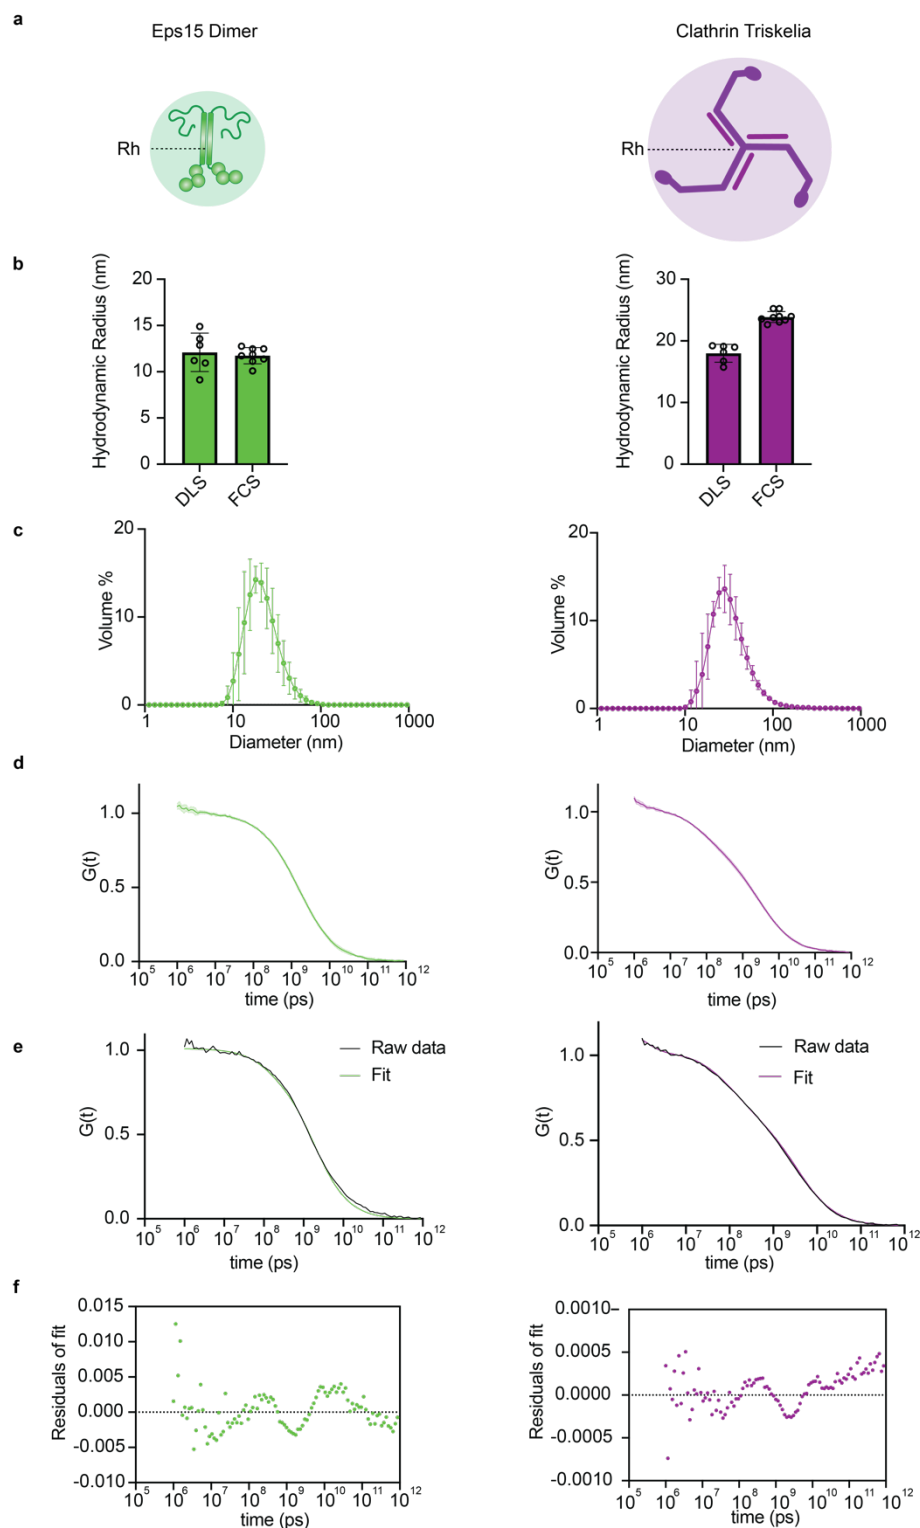 a
Eps15 Dimer
Clathrin Triskelia
Rh
Rh
b
Hydrodynamic Radius (nm)
20
15
10
5
0
DLS
FCS
Hydrodynamic Radius (nm)
30
20
10
0
DLS
FCS
c
Volume %
20
10
0
1 10 100 1000
Diameter (nm)
Volume %
20
10
0
1 10 100 1000
Diameter (nm)
d
G(t)
1.0
0.5
0.0
10^5 10^6 10^7 10^8 10^9 10^10 10^11 10^12
time (ps)
G(t)
1.0
0.5
0.0
10^5 10^6 10^7 10^8 10^9 10^10 10^11 10^12
time (ps)
e
G(t)
1.0
0.5
0.0
Raw data
Fit
10^5 10^6 10^7 10^8 10^9 10^10 10^11 10^12
time (ps)
G(t)
1.0
0.5
0.0
Raw data
Fit
10^5 10^6 10^7 10^8 10^9 10^10 10^11 10^12
time (ps)
f
Residuals of fit
0.015
0.010
0.005
0.000
-0.005
-0.010
10^5 10^6 10^7 10^8 10^9 10^10 10^11 10^12
time (ps)
Residuals of fit
0.0010
0.0005
0.0000
-0.0005
-0.0010
10^5 10^6 10^7 10^8 10^9 10^10 10^11 10^12
time (ps)